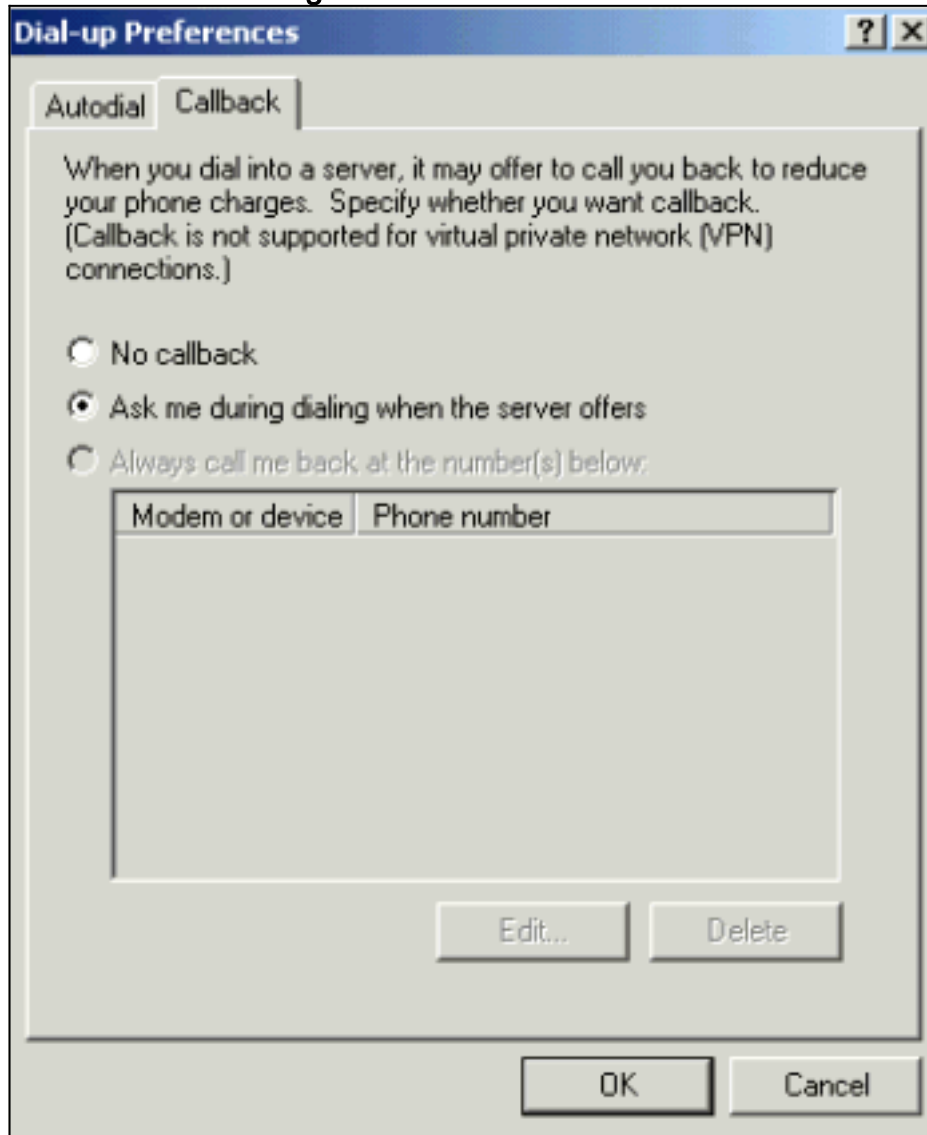 Dial-up Preferences
Autodial
Callback
When you dial into a server, it may offer to call you back to reduce
your phone charges. Specify whether you want callback.
(Callback is not supported for virtual private network (VPN)
connections.)
No callback
Ask me during dialing when the server offers
Always call me back at the number(s) below:
Modem or device Phone number
Edit... Delete
OK Cancel